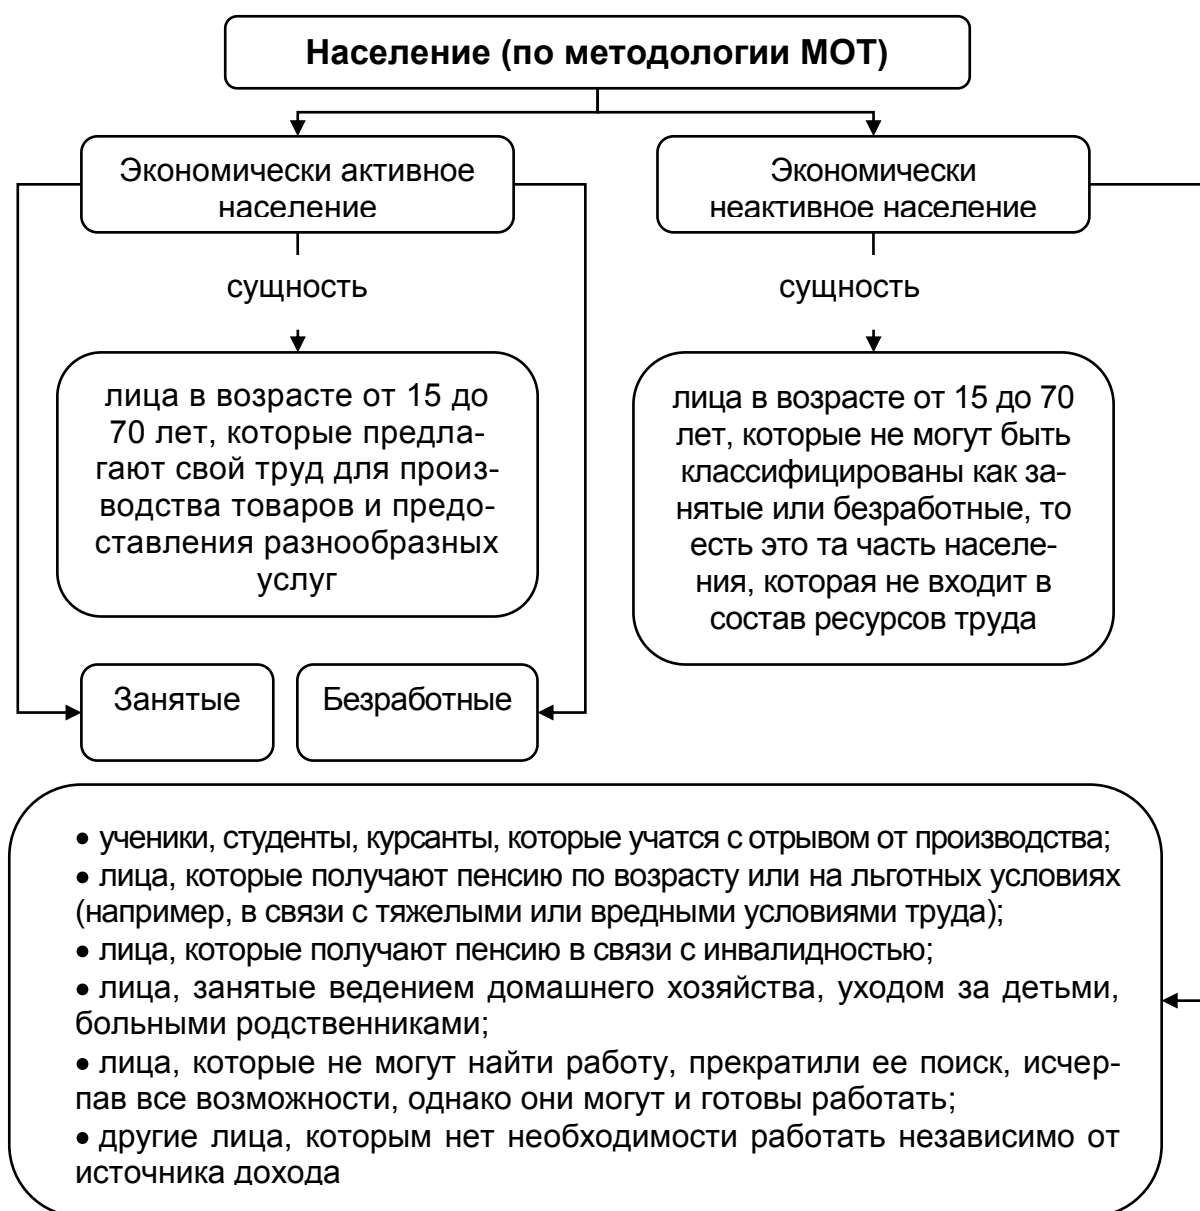 Население (по методологии МОТ)
Экономически активное
население
Экономически
неактивное население
сущность
сущность
лица в возрасте от 15 до
70 лет, которые предла-
гают свой труд для произ-
водства товаров и предо-
ставления разнообразных
услуг
лица в возрасте от 15 до 70
лет, которые не могут быть
классифицированы как за-
нятые или безработные, то
есть это та часть населе-
ния, которая не входит в
состав ресурсов труда
Занятые
Безработные
• ученики, студенты, курсанты, которые учатся с отрывом от производства;
• лица, которые получают пенсию по возрасту или на льготных условиях
(например, в связи с тяжелыми или вредными условиями труда);
• лица, которые получают пенсию в связи с инвалидностью;
• лица, занятые ведением домашнего хозяйства, уходом за детьми,
больными родственниками;
• лица, которые не могут найти работу, прекратили ее поиск, исчер-
пав все возможности, однако они могут и готовы работать;
• другие лица, которым нет необходимости работать независимо от
источника дохода